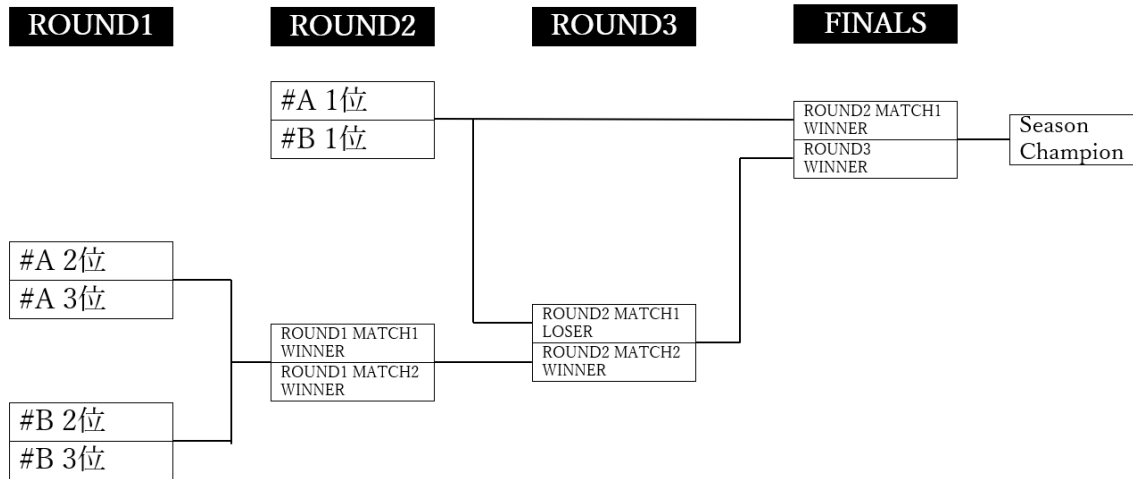 ROUND1
ROUND2
ROUND3
FINALS
#A 1位
#B 1位
ROUND2 MATCH1
WINNER
ROUND3
WINNER
Season
Champion
#A 2位
#A 3位
ROUND1 MATCH1
WINNER
ROUND1 MATCH2
WINNER
ROUND2 MATCH1
LOSER
ROUND2 MATCH2
WINNER
#B 2位
#B 3位